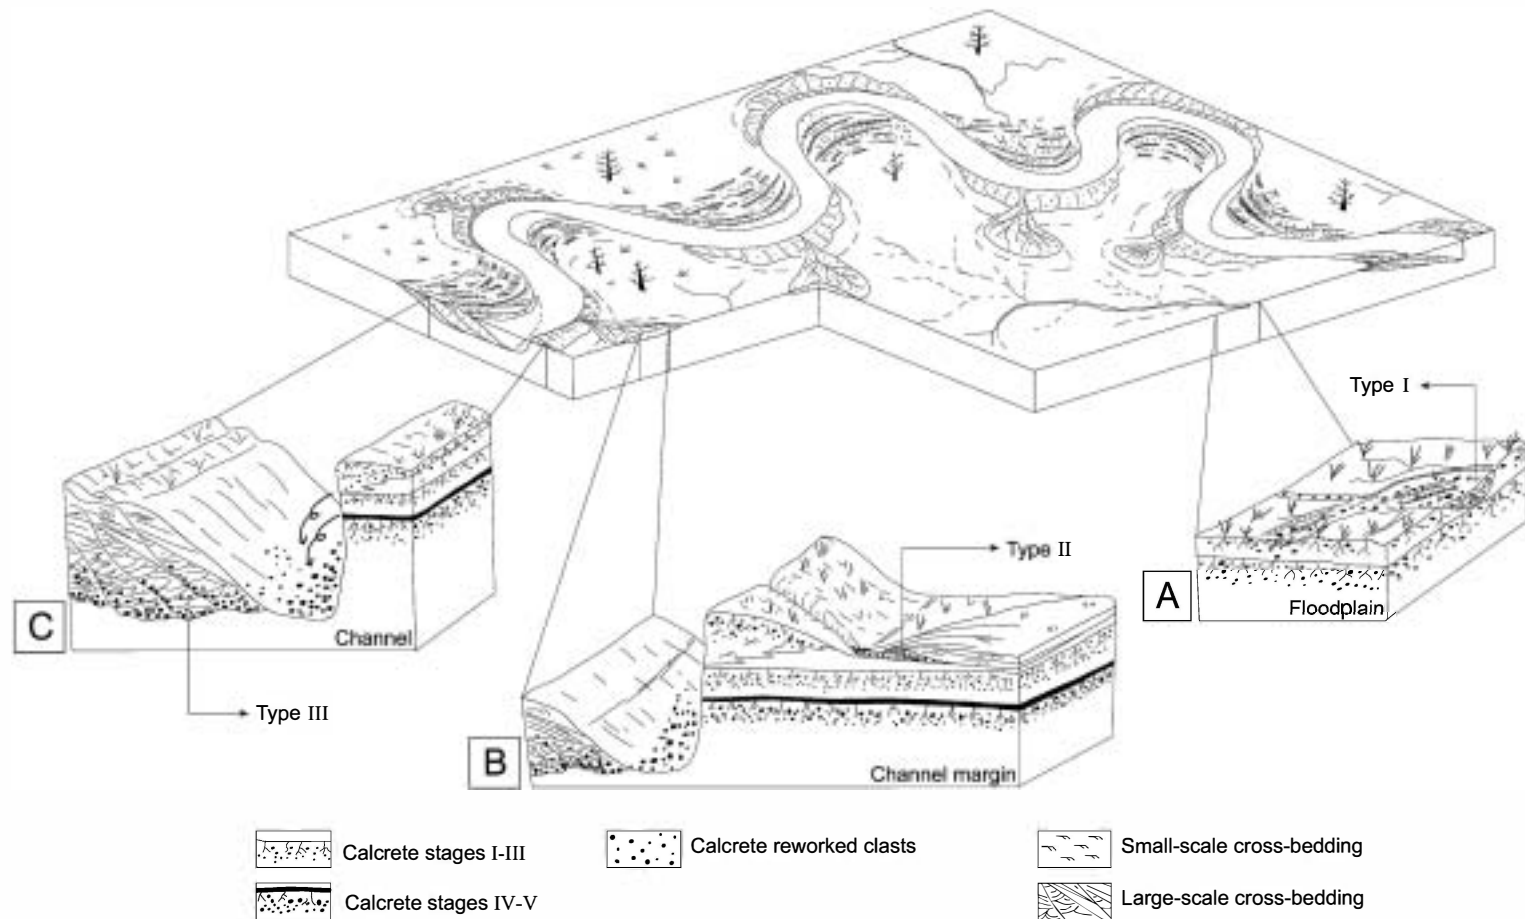 Type I
A
Floodplain
Type II
C
Channel
Type III
B
Channel margin
Calcrete stages I-III
Calcrete reworked clasts
Small-scale cross-bedding
Calcrete stages IV-V
Large-scale cross-bedding